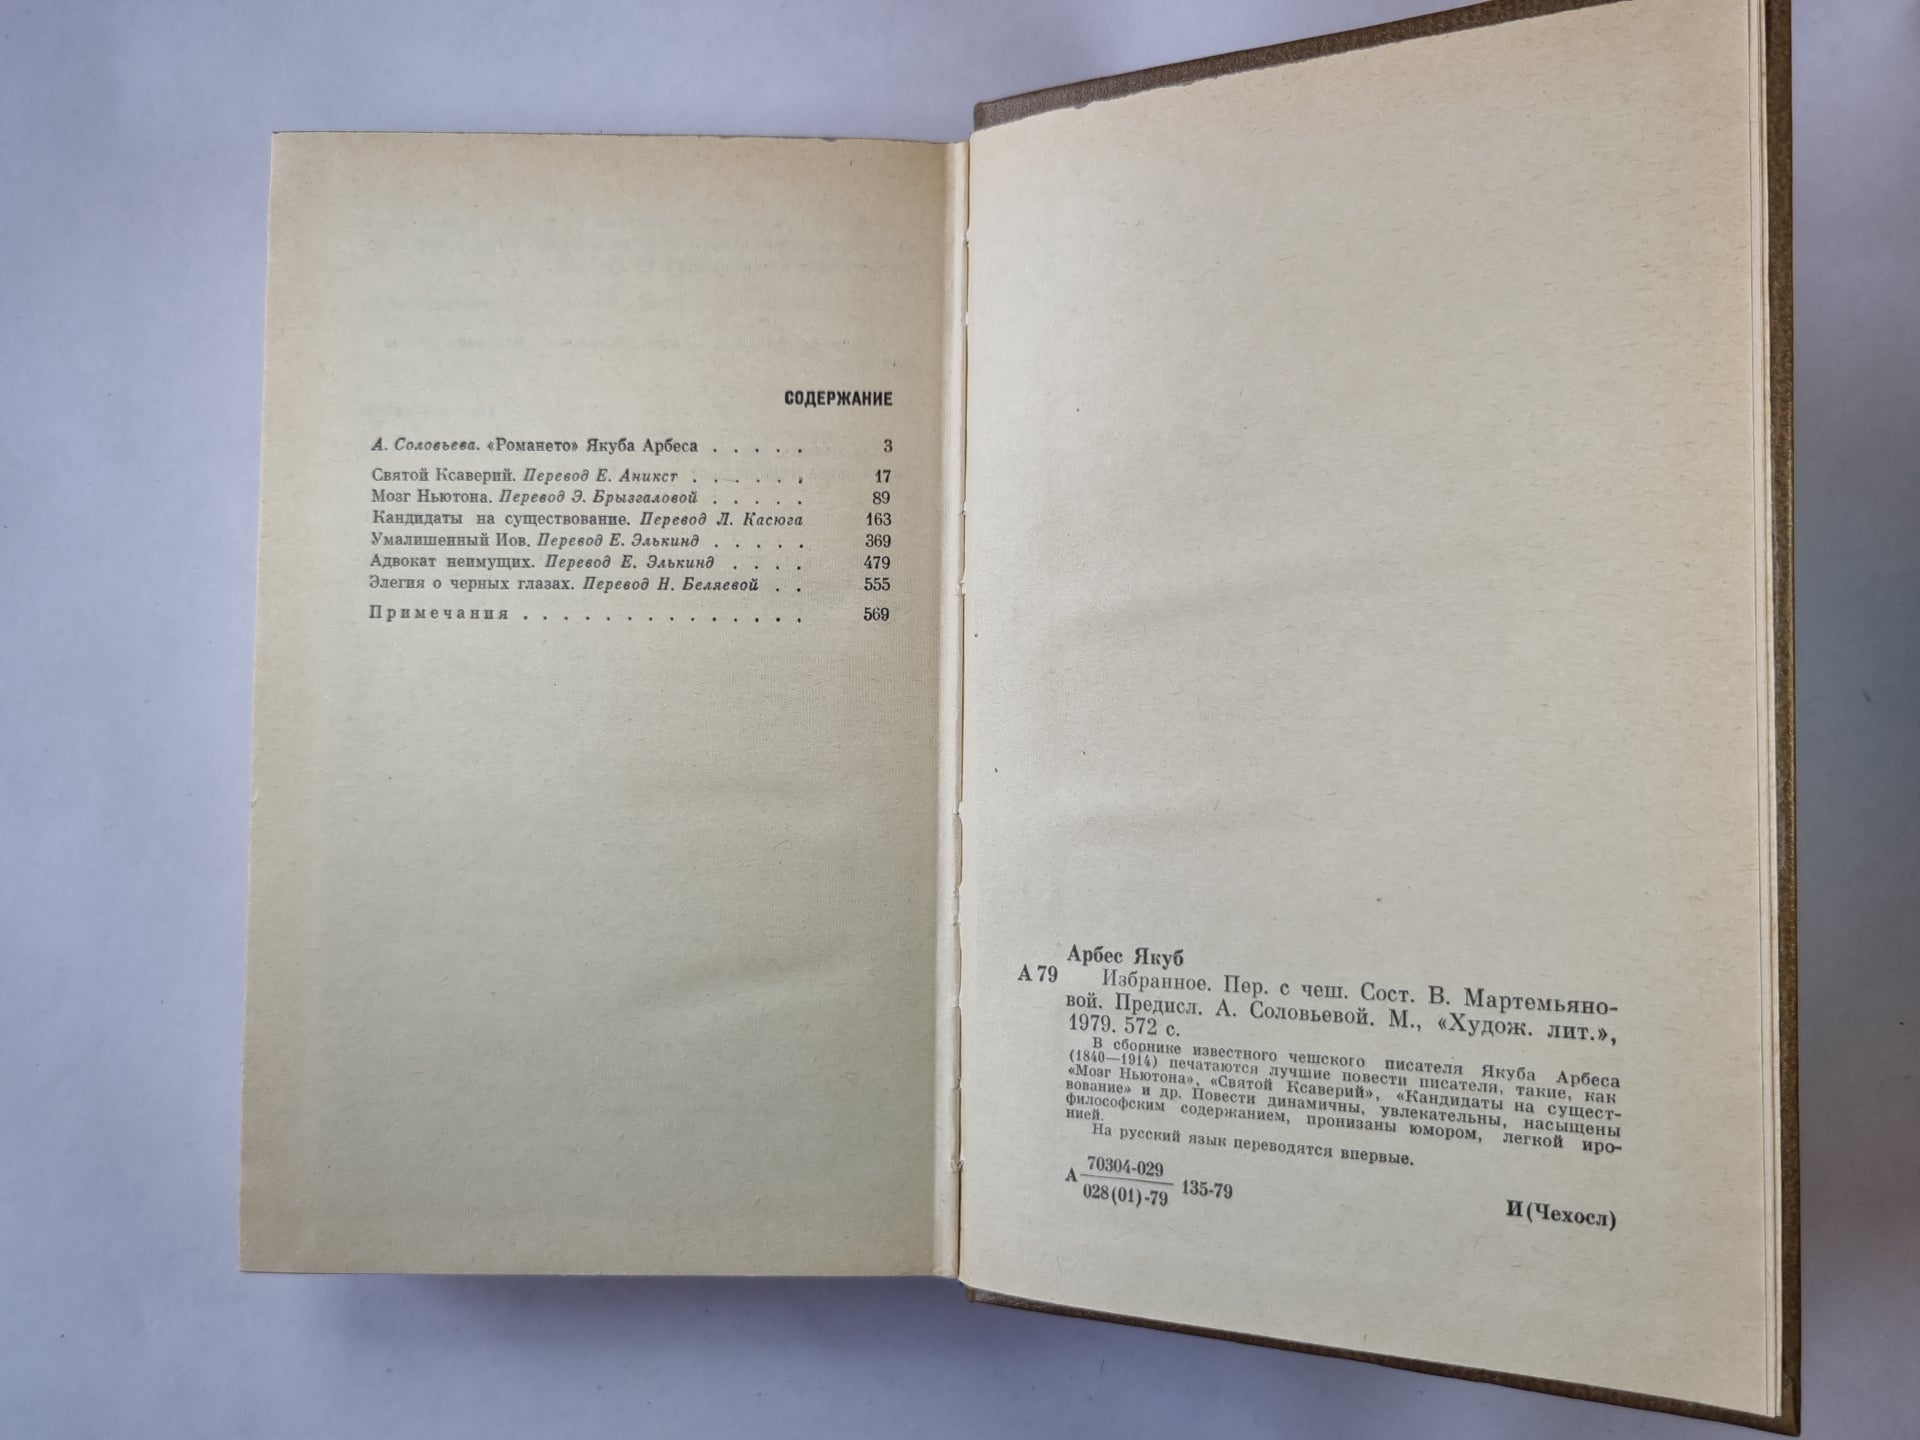 СОДЕРЖАНИЕ
А. Соловьева. «Романето» Якуба Арбеса . . . . . 3
Святой Ксаверий. Перевод Е. Аникст . . . . . . 17
Мозг Ньютона. Перевод Э. Брызгаловой . . . . . 89
Кандидаты на существование. Перевод Л. Касюга 163
Умалишенный Иов. Перевод Е. Элькинд . . . . . 369
Адвокат неимущих. Перевод Е. Элькинд . . . . 479
Элегия о черных глазах. Перевод Н. Беляевой . . 555
Примечания . . . . . . . . . . . . . . 569
Арбес Якуб
А 79 Избранное. Пер. с чеш. Сост. В. Мартемьяно-
вой. Предисл. А. Соловьевой. М., «Худож. лит.»,
1979. 572 с.
В сборнике известного чешского писателя Якуба Арбеса
(1840—1914) печатаются лучшие повести писателя, такие, как
«Мозг Ньютона», «Святой Ксаверий», «Кандидаты на сущест-
вование» и др. Повести динамичны, увлекательны, насыщены
философским содержанием, пронизаны юмором, легкой иро-
нией.
На русский язык переводятся впервые.
А 70304-029
028(01)-79 135-79
И(Чехосл)